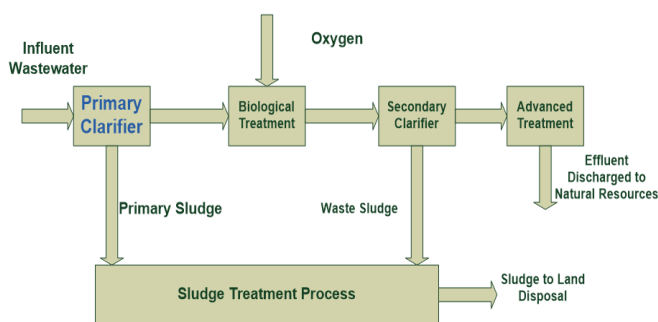 Oxygen
Influent
Wastewater
Primary
Clarifier
Biological
Treatment
Secondary
Clarifier
Advanced
Treatment
Effluent
Discharged to
Natural Resources
Primary Sludge
Waste Sludge
Sludge Treatment Process
Sludge to Land
Disposal